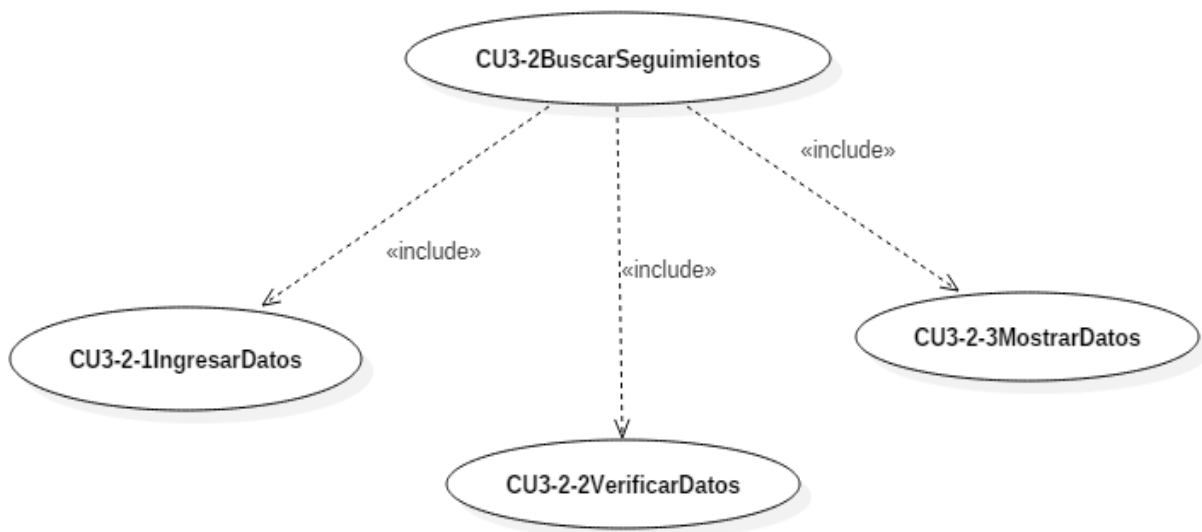 CU3-2BuscarSeguimientos
«include»
«include»
«include»
CU3-2-1IngresarDatos
CU3-2-3MostrarDatos
CU3-2-2VerificarDatos